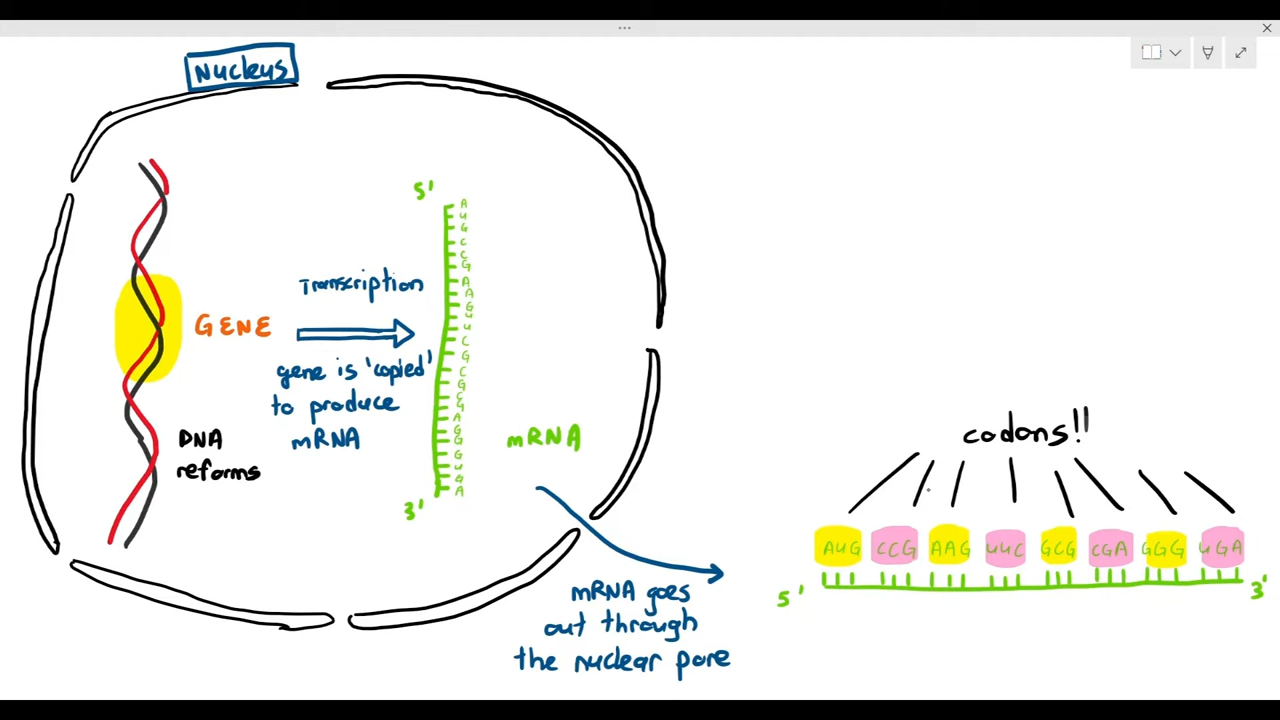 Nucleus
GENE
DNA
reforms
Transcription
gene is 'copied'
to produce
mRNA
5'
A
U
G
C
C
G
A
A
G
U
U
C
G
C
G
C
G
A
G
G
G
U
G
A
3'
mRNA
mRNA goes
out through
the nuclear pore
codons!!
AUG CCG AAG UUC GCG CGA GGG UGA
5' 3'